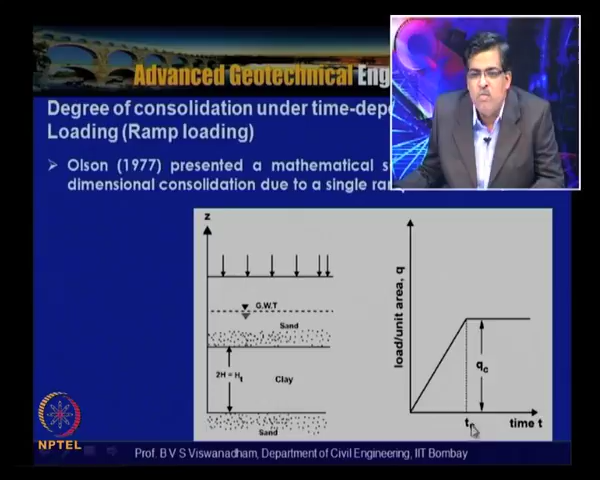 Advanced Geotechnical Eng
Degree of consolidation under time-dep
Loading (Ramp loading)
Olson (1977) presented a mathematical s
dimensional consolidation due to a single ram
z
G.W.T
Sand
2H = Ht
Clay
Sand
load/unit area, q
qc
time t
NPTEL
Prof. B V S Viswanadham, Department of Civil Engineering, IIT Bombay